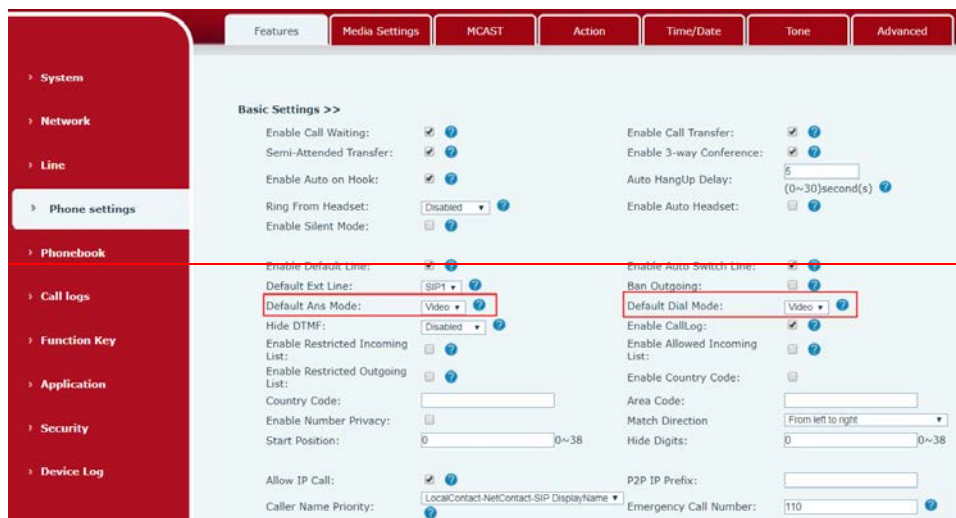 Features Media Settings MCAST Action Time/Date Tone Advanced
› System
› Network
› Line
› Phone settings
› Phonebook
› Call logs
› Function Key
› Application
› Security
› Device Log
Basic Settings >>
Enable Call Waiting: Enable Call Transfer:
Semi-Attended Transfer: Enable 3-way Conference:
Enable Auto on Hook: Auto HangUp Delay: 5
(0~30)second(s)
Ring From Headset: Disabled Enable Auto Headset:
Enable Silent Mode:
Enable Default Line: Enable Auto Switch Line:
Default Ext Line: SIP1 Ban Outgoing:
Default Ans Mode: Video Default Dial Mode: Video
Hide DTMF: Disabled Enable CallLog:
Enable Restricted Incoming List: Enable Allowed Incoming List:
Enable Restricted Outgoing List: Enable Country Code:
Country Code: Area Code:
Enable Number Privacy: Match Direction From left to right
Start Position: 0 0~38 Hide Digits: 0 0~38
Allow IP Call: P2P IP Prefix:
Caller Name Priority: LocalContact-NetContact-SIP DisplayName Emergency Call Number: 110